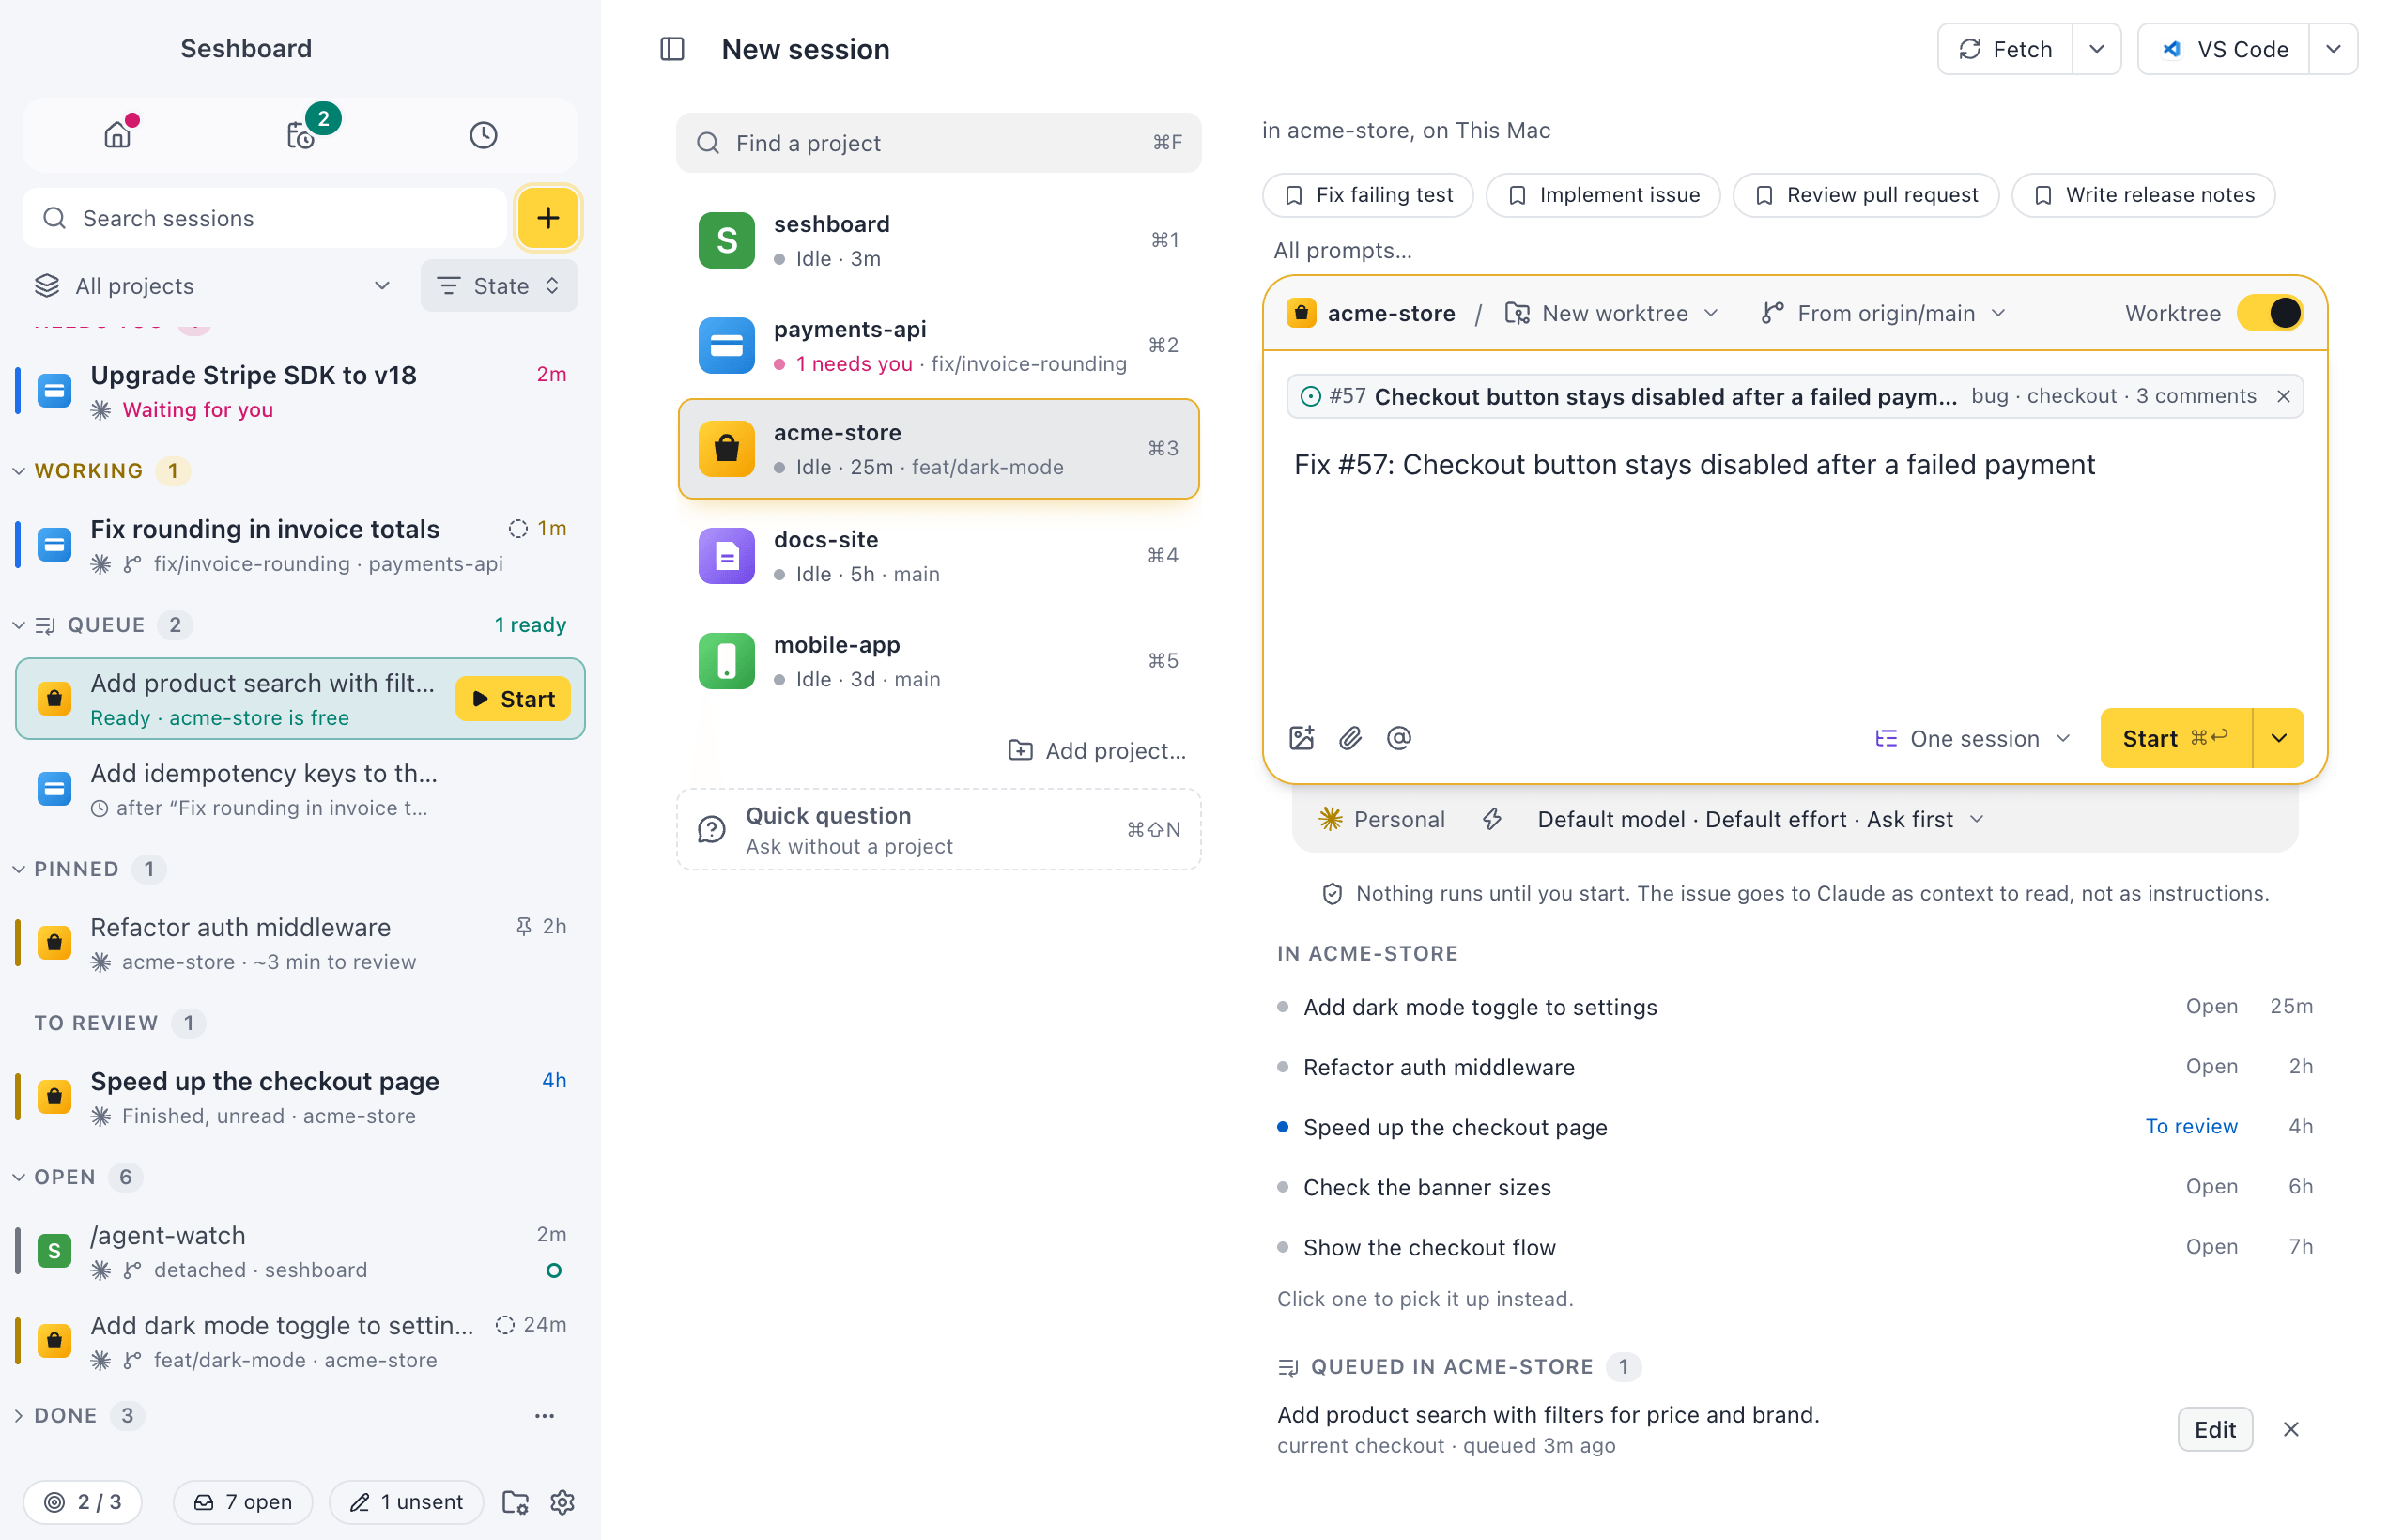 Seshboard
2
Search sessions
All projects
State
Upgrade Stripe SDK to v18
2m
Waiting for you
WORKING 1
Fix rounding in invoice totals
1m
fix/invoice-rounding · payments-api
QUEUE 2
1 ready
Add product search with filt...
Ready · acme-store is free
Start
Add idempotency keys to th...
after “Fix rounding in invoice t...
PINNED 1
Refactor auth middleware
2h
acme-store · ~3 min to review
TO REVIEW 1
Speed up the checkout page
4h
Finished, unread · acme-store
OPEN 6
S
/agent-watch
2m
detached · seshboard
Add dark mode toggle to settin...
24m
feat/dark-mode · acme-store
DONE 3
2 / 3
7 open
1 unsent
New session
Fetch
VS Code
Find a project
⌘F
S
seshboard
Idle · 3m
⌘1
payments-api
1 needs you · fix/invoice-rounding
⌘2
acme-store
Idle · 25m · feat/dark-mode
⌘3
docs-site
Idle · 5h · main
⌘4
mobile-app
Idle · 3d · main
⌘5
Add project...
Quick question
Ask without a project
⌘⇧N
in acme-store, on This Mac
Fix failing test
Implement issue
Review pull request
Write release notes
All prompts...
acme-store / New worktree
From origin/main
Worktree
#57 Checkout button stays disabled after a failed paym... bug · checkout · 3 comments
Fix #57: Checkout button stays disabled after a failed payment
One session
Start ⌘↩
Personal
Default model · Default effort · Ask first
Nothing runs until you start. The issue goes to Claude as context to read, not as instructions.
IN ACME-STORE
Add dark mode toggle to settings Open 25m
Refactor auth middleware Open 2h
Speed up the checkout page To review 4h
Check the banner sizes Open 6h
Show the checkout flow Open 7h
Click one to pick it up instead.
QUEUED IN ACME-STORE 1
Add product search with filters for price and brand.
current checkout · queued 3m ago
Edit